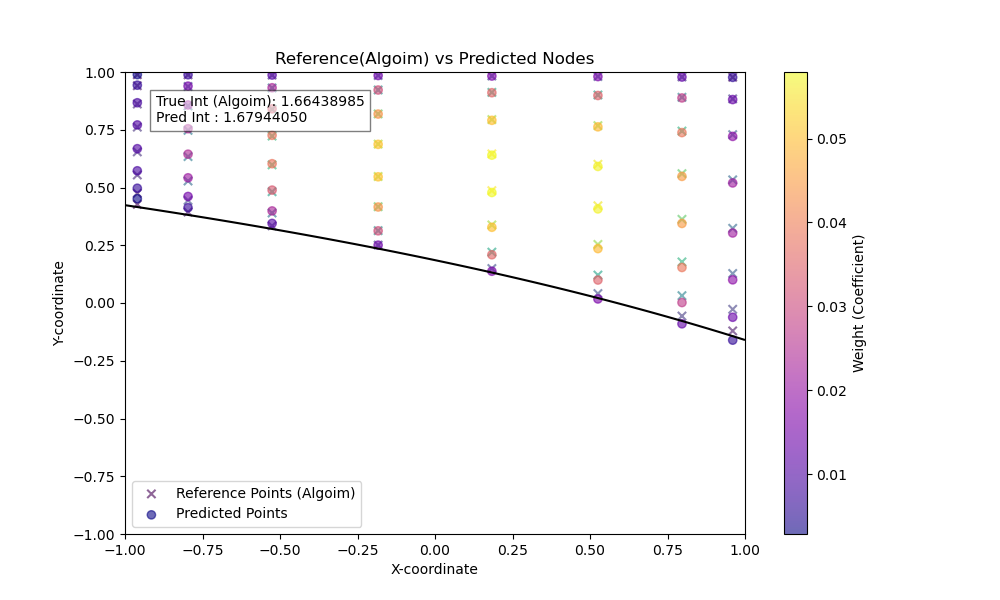 Reference(Algoim) vs Predicted Nodes
True Int (Algoim): 1.66438985
Pred Int : 1.67944050
1.00
0.75
0.50
0.25
0.00
−0.25
−0.50
−0.75
−1.00
Y-coordinate
Reference Points (Algoim)
Predicted Points
−1.00 −0.75 −0.50 −0.25 0.00 0.25 0.50 0.75 1.00
X-coordinate
0.05
0.04
0.03
0.02
0.01
Weight (Coefficient)